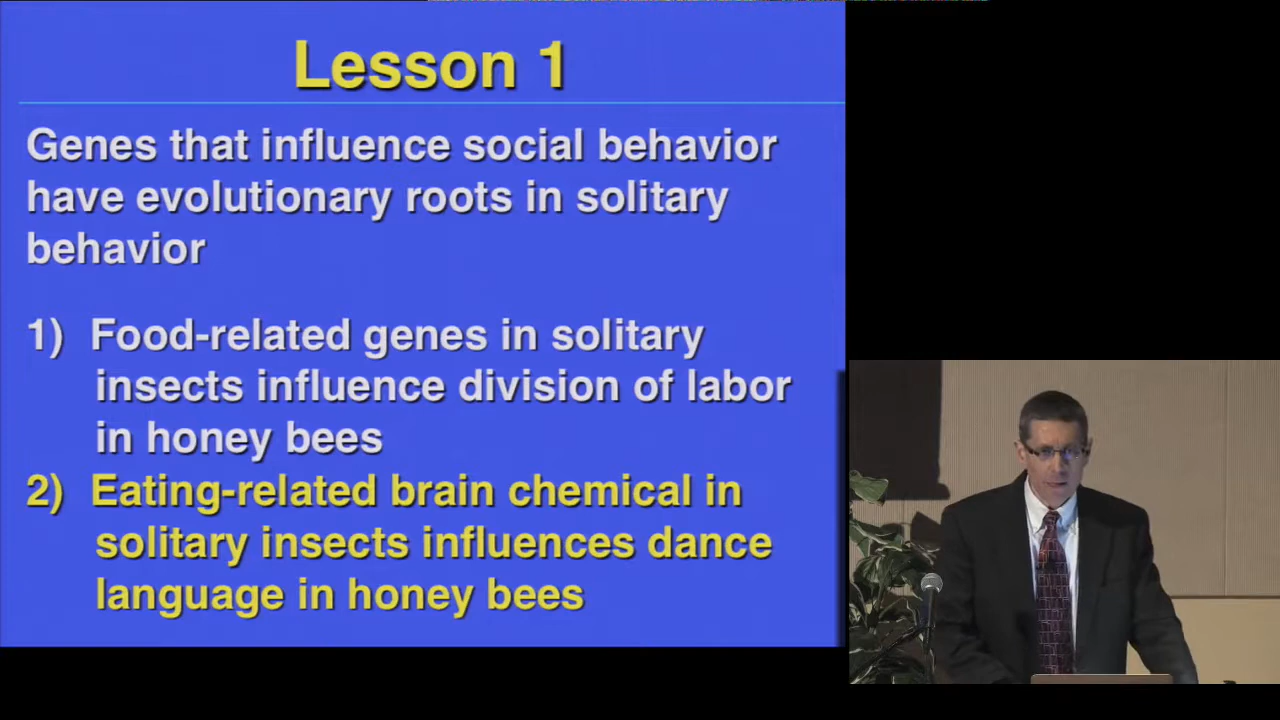 Lesson 1
Genes that influence social behavior
have evolutionary roots in solitary
behavior
1) Food-related genes in solitary
insects influence division of labor
in honey bees
2) Eating-related brain chemical in
solitary insects influences dance
language in honey bees